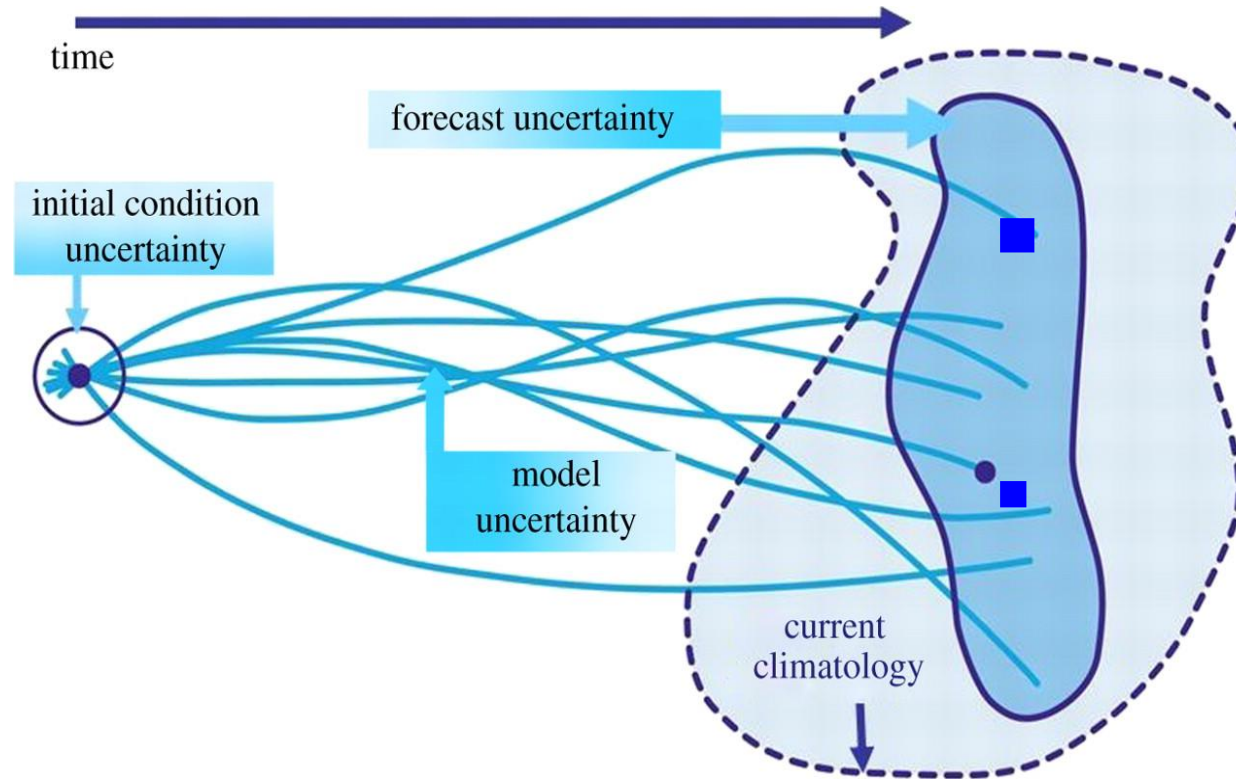 time
forecast uncertainty
initial condition
uncertainty
model
uncertainty
current
climatology